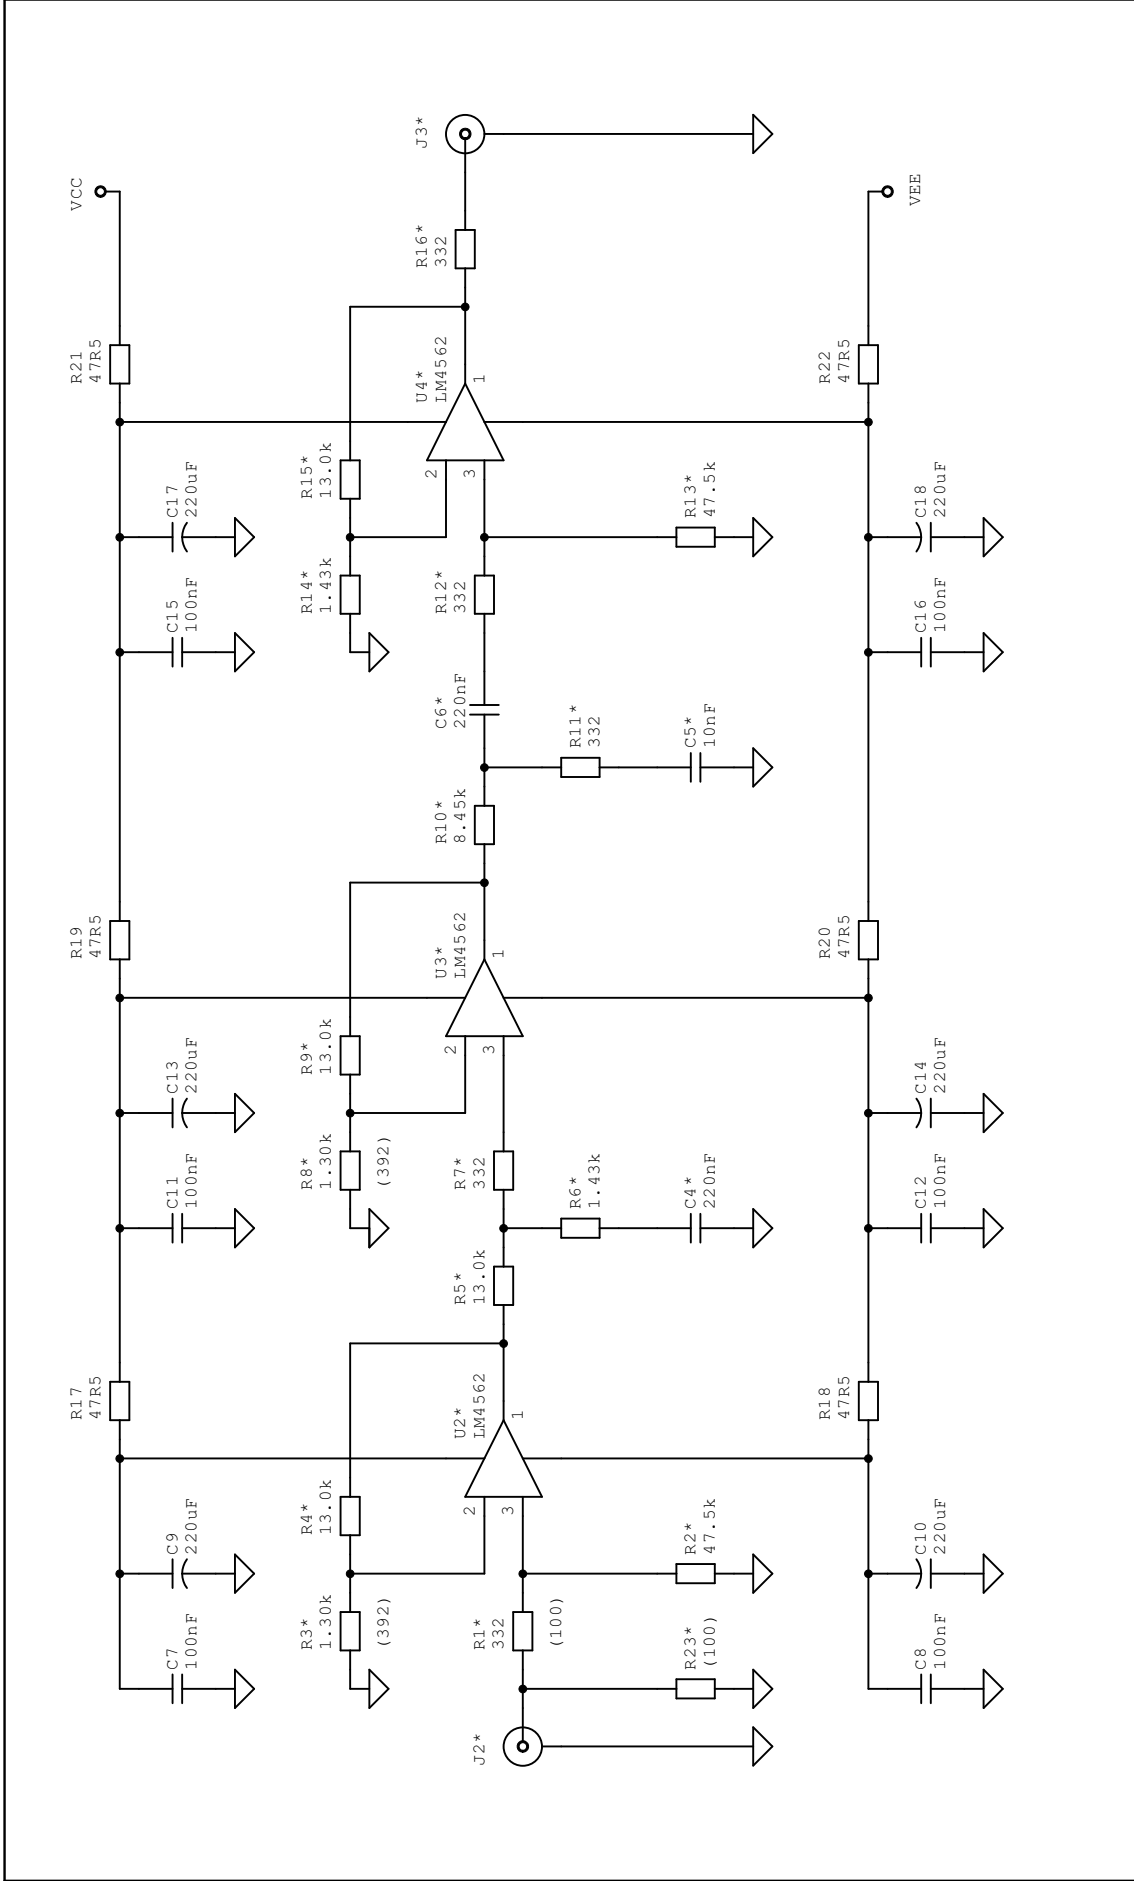 VCC
R17
47R5
R19
47R5
R21
47R5
C7
100nF
C9
220uF
C11
100nF
C13
220uF
C15
100nF
C17
220uF
R3*
1.30k
(392)
R4*
13.0k
R8*
1.30k
(392)
R9*
13.0k
R14*
1.43k
R15*
13.0k
J3*
U2*
LM4562
2
3
1
U3*
LM4562
2
3
1
U4*
LM4562
2
3
1
J2*
R1*
332
(100)
R5*
13.0k
R7*
332
R10*
8.45k
C6*
220nF
R12*
332
R16*
332
R23*
(100)
R2*
47.5k
R6*
1.43k
C4*
220nF
R11*
332
C5*
10nF
R13*
47.5k
R18
47R5
R20
47R5
R22
47R5
VEE
C8
100nF
C10
220uF
C12
100nF
C14
220uF
C16
100nF
C18
220uF